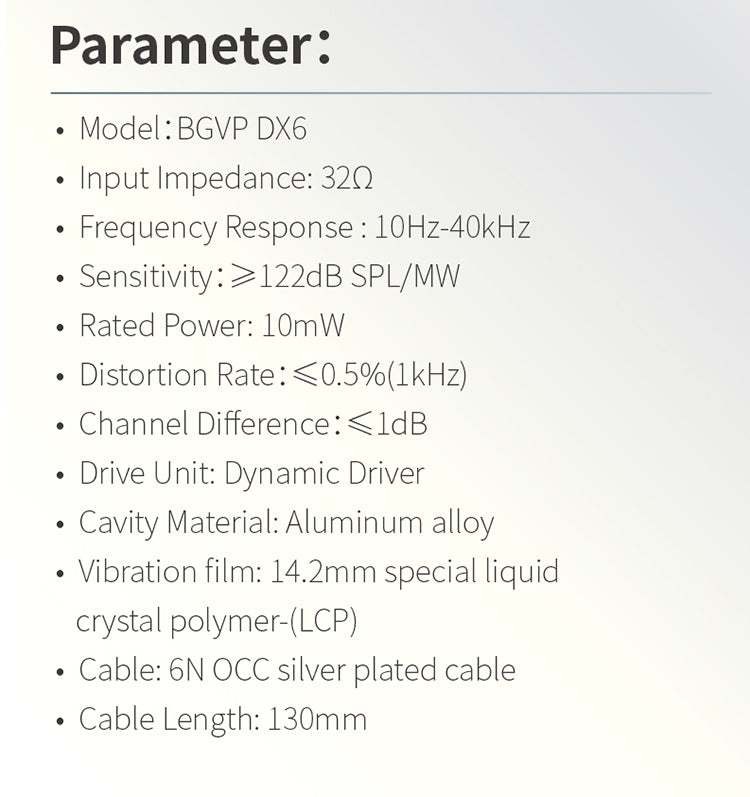 Parameter：
• Model：BGVP DX6
• Input Impedance: 32Ω
• Frequency Response : 10Hz-40kHz
• Sensitivity：⩾122dB SPL/MW
• Rated Power: 10mW
• Distortion Rate：⩽0.5%(1kHz)
• Channel Difference：⩽1dB
• Drive Unit: Dynamic Driver
• Cavity Material: Aluminum alloy
• Vibration film: 14.2mm special liquid
crystal polymer-(LCP)
• Cable: 6N OCC silver plated cable
• Cable Length: 130mm